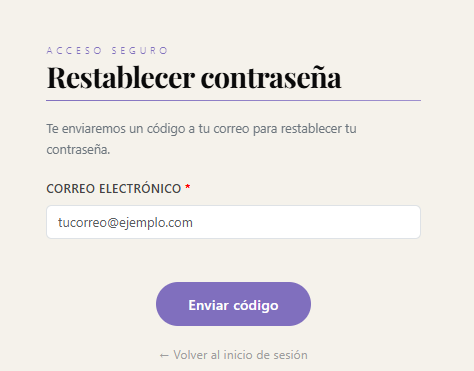 ACCESO SEGURO
Restablecer contraseña
Te enviaremos un código a tu correo para restablecer tu
contraseña.
CORREO ELECTRÓNICO *
tucorreo@ejemplo.com
Enviar código
← Volver al inicio de sesión